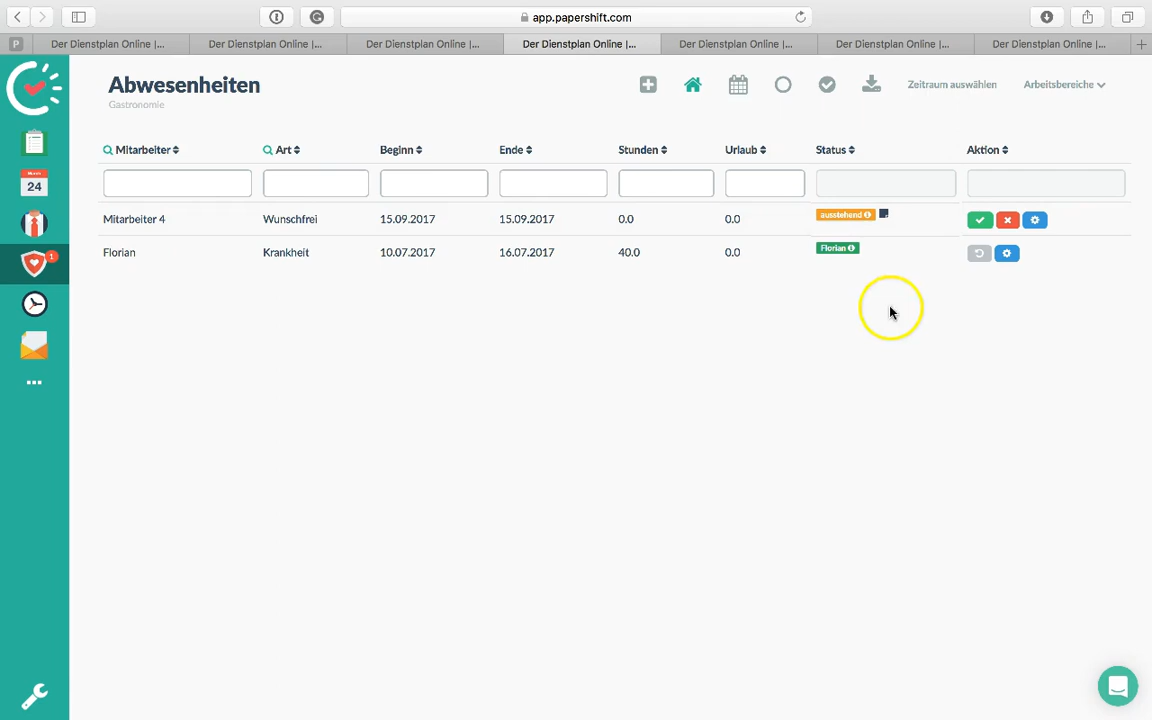 app.papershift.com
P
Der Dienstplan Online |...
Der Dienstplan Online |...
Der Dienstplan Online |...
Der Dienstplan Online |...
Der Dienstplan Online |...
Der Dienstplan Online |...
Der Dienstplan Online |...
Abwesenheiten
Gastronomie
Zeitraum auswählen
Arbeitsbereiche
24
1
Mitarbeiter Art Beginn Ende Stunden Urlaub Status Aktion
Mitarbeiter 4 Wunschfrei 15.09.2017 15.09.2017 0.0 0.0 ausstehend
Florian Krankheit 10.07.2017 16.07.2017 40.0 0.0 Florian